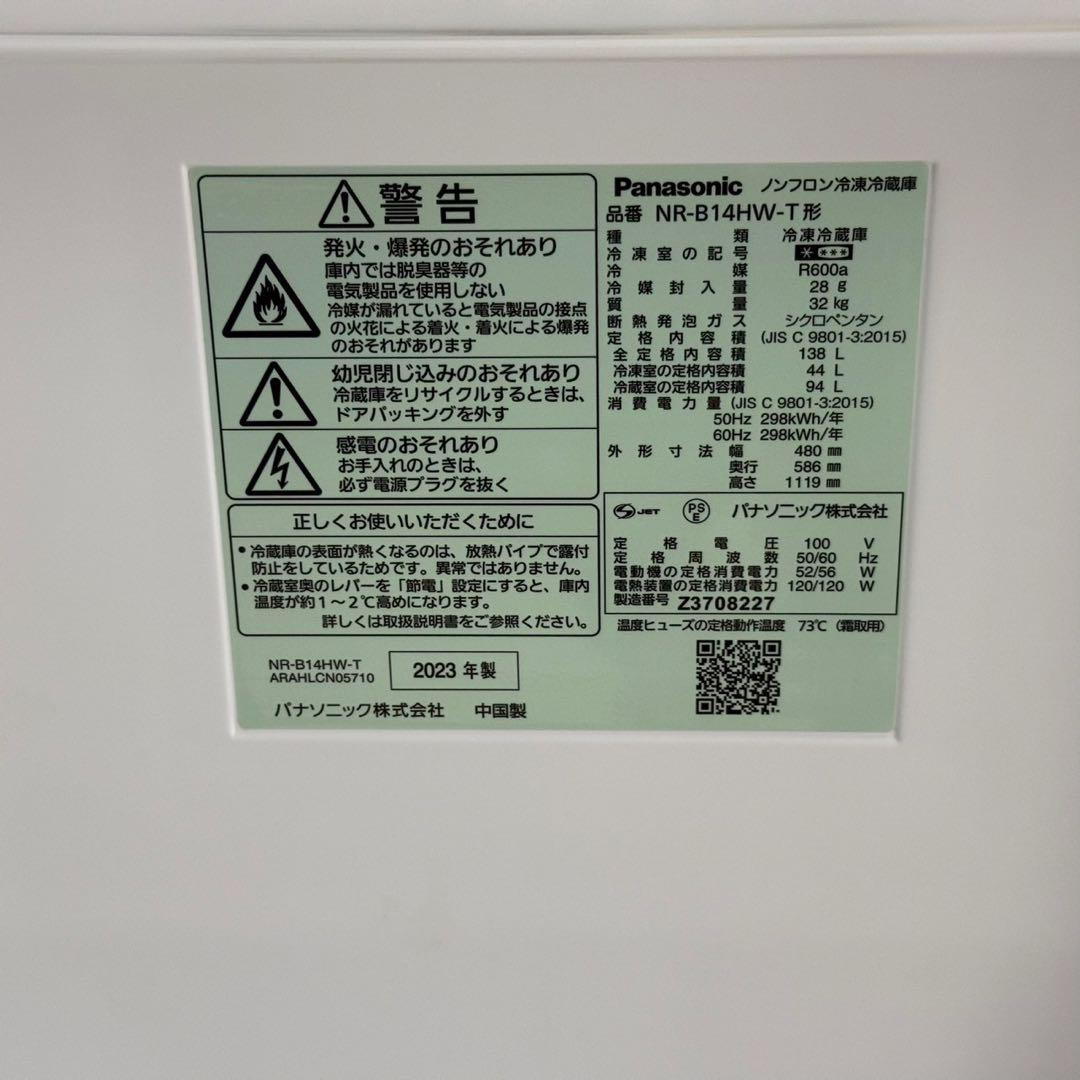 警告
発火・爆発のおそれあり
庫内では脱臭器等の
電気製品を使用しない
冷媒が漏れていると電気製品の接点
の火花による着火・着火による爆発
のおそれがあります
幼児閉じ込みのおそれあり
冷蔵庫をリサイクルするときは、
ドアパッキングを外す
感電のおそれあり
お手入れのときは、
必ず電源プラグを抜く
正しくお使いいただくために
•冷蔵庫の表面が熱くなるのは、放熱パイプで露付
防止をしているためです。異常ではありません。
•冷蔵室奥のレバーを「節電」設定にすると、庫内
温度が約1~2℃高めになります。
詳しくは取扱説明書をご参照ください。
NR-B14HW-T
ARAHLCN05710
2023 年製
パナソニック株式会社 中国製
Panasonic ノンフロン冷凍冷蔵庫
品番 NR-B14HW-T形
種類 冷凍冷蔵庫
冷凍室の記号 ****
冷媒 R600a
冷媒封入量 28 g
質量 32 kg
断熱発泡ガス シクロペンタン
定格内容積 (JIS C 9801-3:2015)
全定格内容積 138 L
冷凍室の定格内容積 44 L
冷蔵室の定格内容積 94 L
消費電力量 (JIS C 9801-3:2015)
50Hz 298kWh/年
60Hz 298kWh/年
外形寸法 幅 480 mm
奥行 586 mm
高さ 1119 mm
JET PSE パナソニック株式会社
定格電圧 100 V
定格周波数 50/60 Hz
電動機の定格消費電力 52/56 W
電熱装置の定格消費電力 120/120 W
製造番号 Z3708227
温度ヒューズの定格動作温度 73℃ (霜取用)